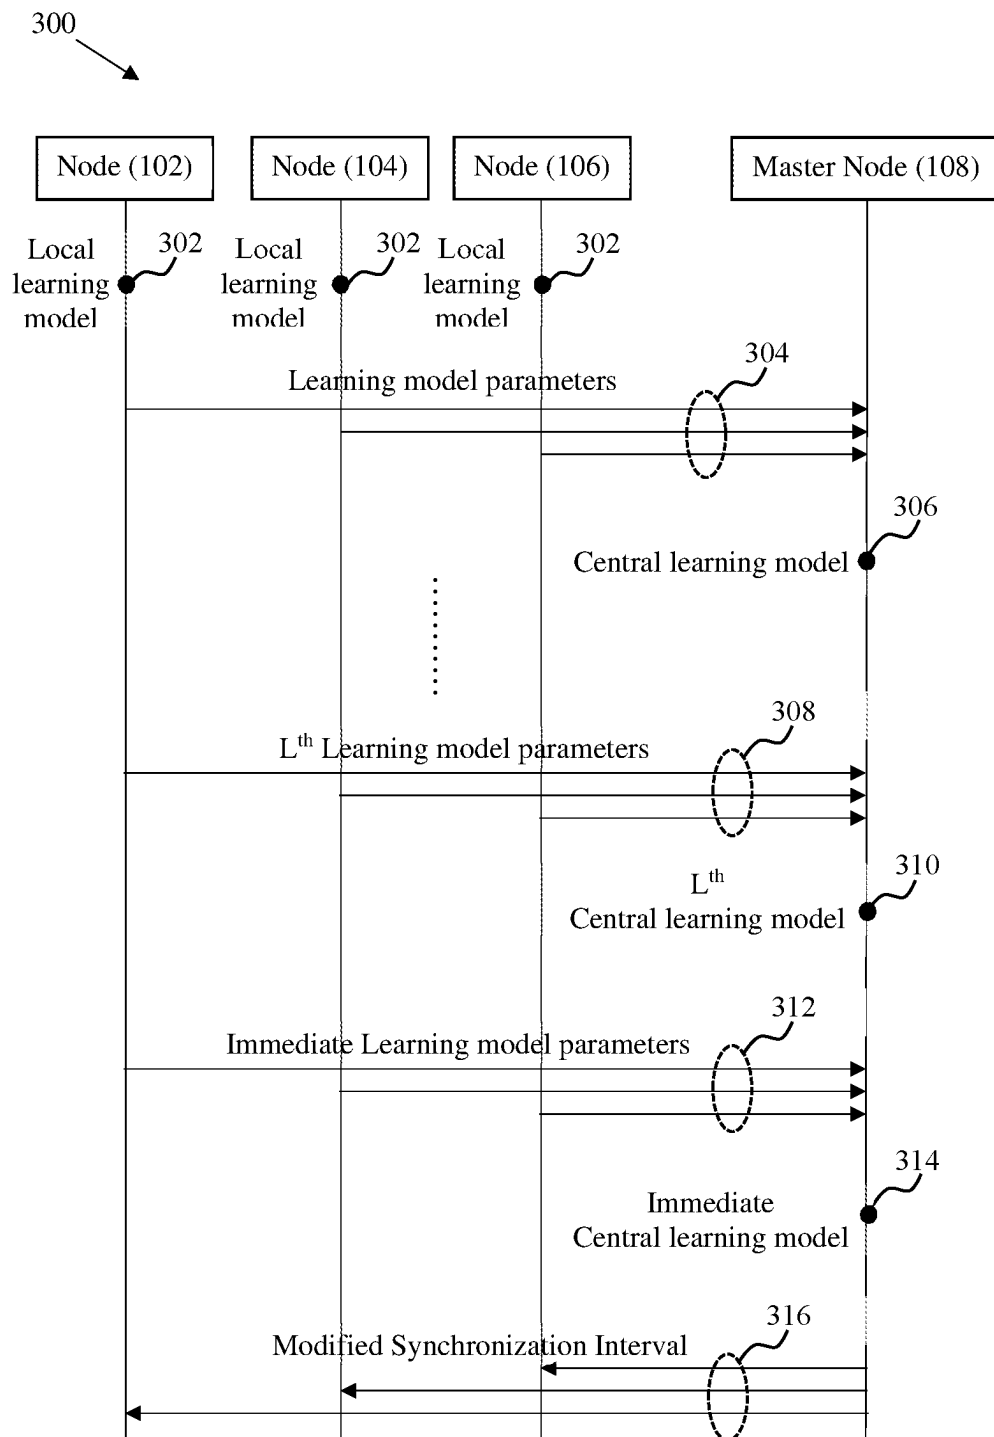 300
Node (102)
Node (104)
Node (106)
Master Node (108)
Local
learning
model
302
Local
learning
model
302
Local
learning
model
302
304
Learning model parameters
306
Central learning model
308
Lth Learning model parameters
310
Lth
Central learning model
312
Immediate Learning model parameters
314
Immediate
Central learning model
316
Modified Synchronization Interval